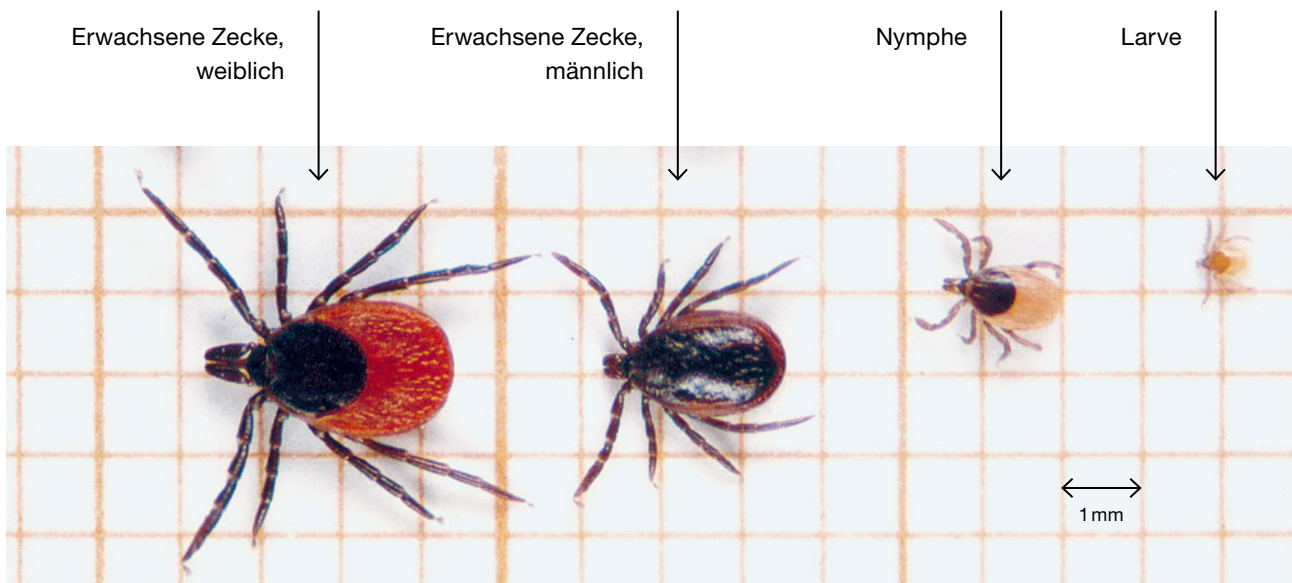 Erwachsene Zecke,
weiblich
Erwachsene Zecke,
männlich
Nymphe
Larve
1 mm